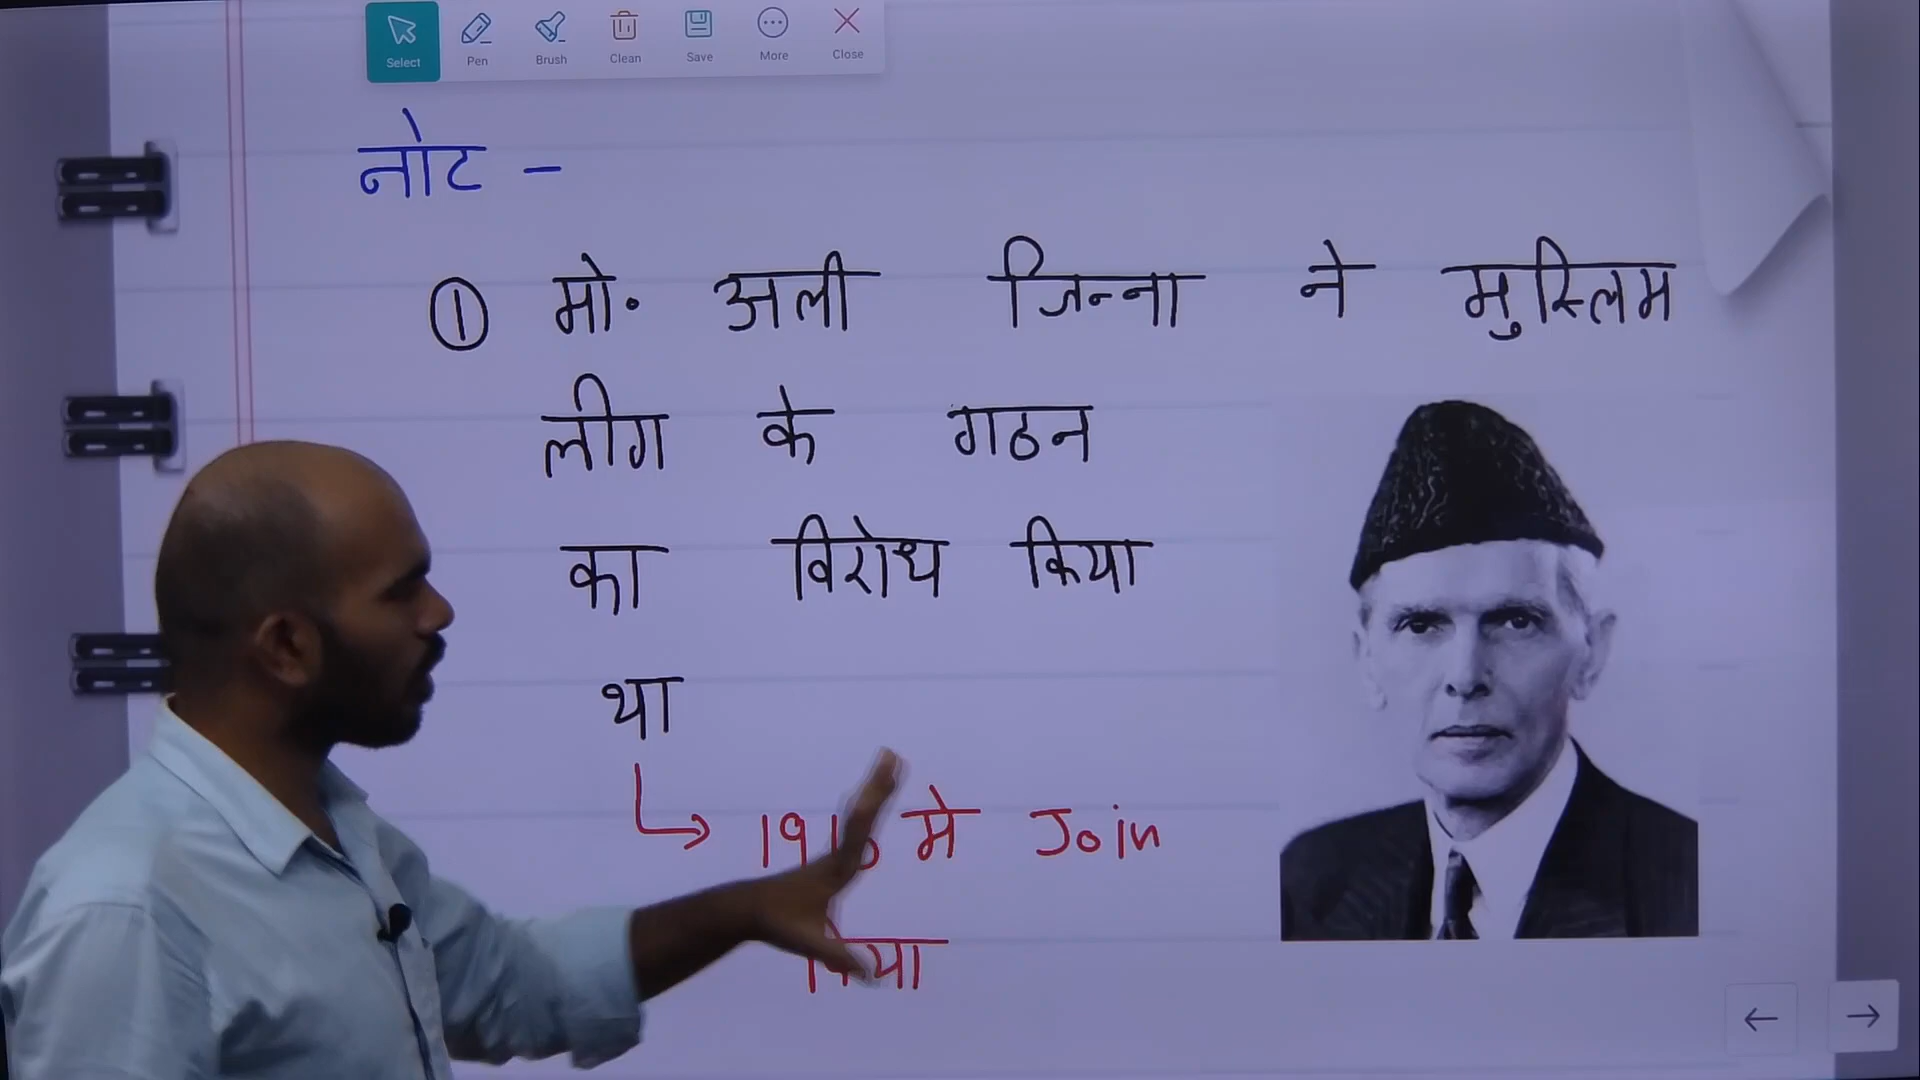 Select Pen Brush Clean Save More Close
नोट -
① मो. अली जिन्ना ने मुस्लिम
लीग के गठन
का विरोध किया
था
मे Join
किया